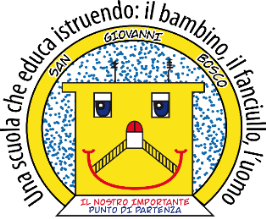 Una scuola che educa istruendo: il bambino, il fanciullo, l'uomo
SAN GIOVANNI BOSCO
IL NOSTRO IMPORTANTE
PUNTO DI PARTENZA